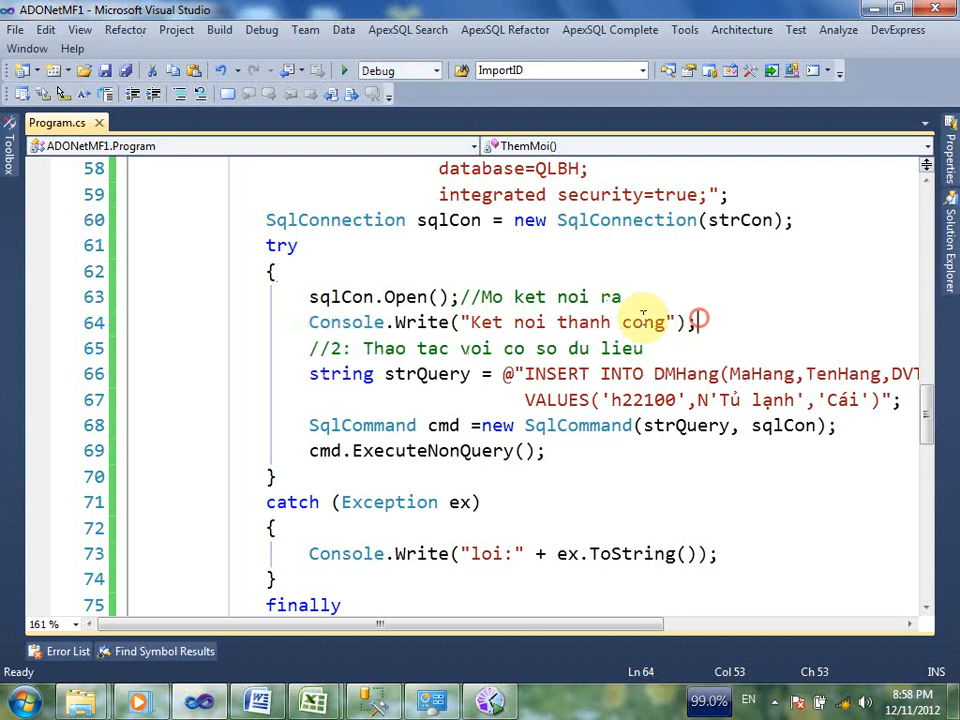 ADONetMF1 - Microsoft Visual Studio
File Edit View Refactor Project Build Debug Team Data ApexSQL Search ApexSQL Refactor ApexSQL Complete Tools Architecture Test Analyze DevExpress
Window Help
Debug ImportID
Program.cs
ADONetMF1.Program ThemMoi()
Toolbox
Properties
Solution Explorer
58 database=QLBH;
59 integrated security=true;";
60 SqlConnection sqlCon = new SqlConnection(strCon);
61 try
62 {
63 sqlCon.Open();//Mo ket noi ra
64 Console.Write("Ket noi thanh cong");
65 //2: Thao tac voi co so du lieu
66 string strQuery = @"INSERT INTO DMHang(MaHang,TenHang,DVT
67 VALUES('h22100',N'Tủ lạnh','Cái')";
68 SqlCommand cmd =new SqlCommand(strQuery, sqlCon);
69 cmd.ExecuteNonQuery();
70 }
71 catch (Exception ex)
72 {
73 Console.Write("loi:" + ex.ToString());
74 }
75 finally
161 %
Error List Find Symbol Results
Ready Ln 64 Col 53 Ch 53 INS
99.0% EN 8:58 PM
12/11/2012